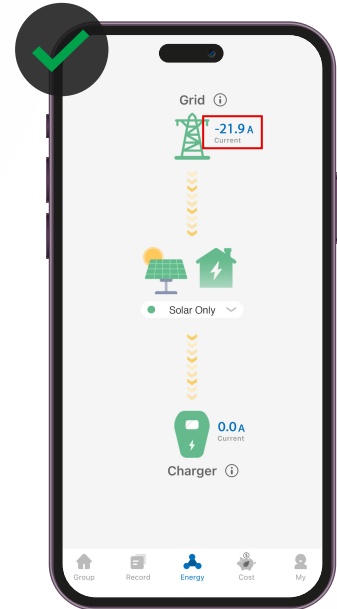 Grid
-21.9 A
Current
Solar Only
0.0 A
Current
Charger
Group Record Energy Cost My